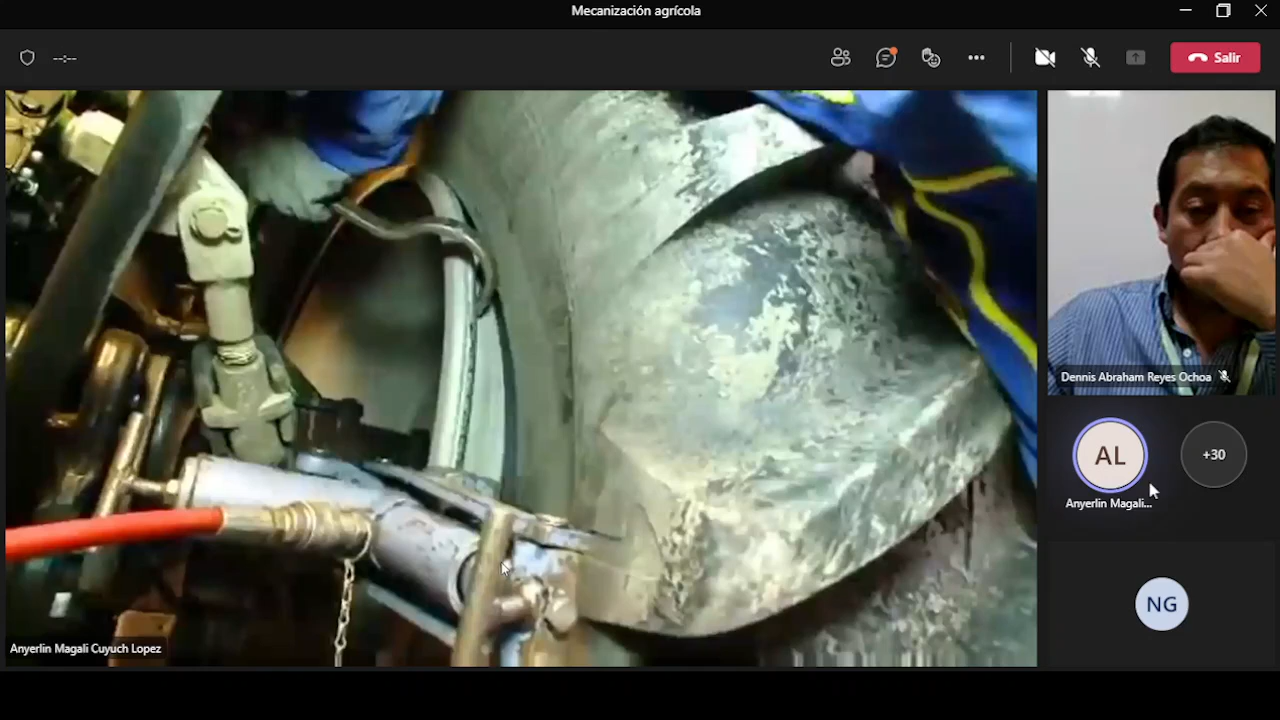 Mecanización agrícola
--:--
Salir
Dennis Abraham Reyes Ochoa
AL
+30
Anyerlin Magali...
NG
Anyerlin Magali Cuyuch Lopez